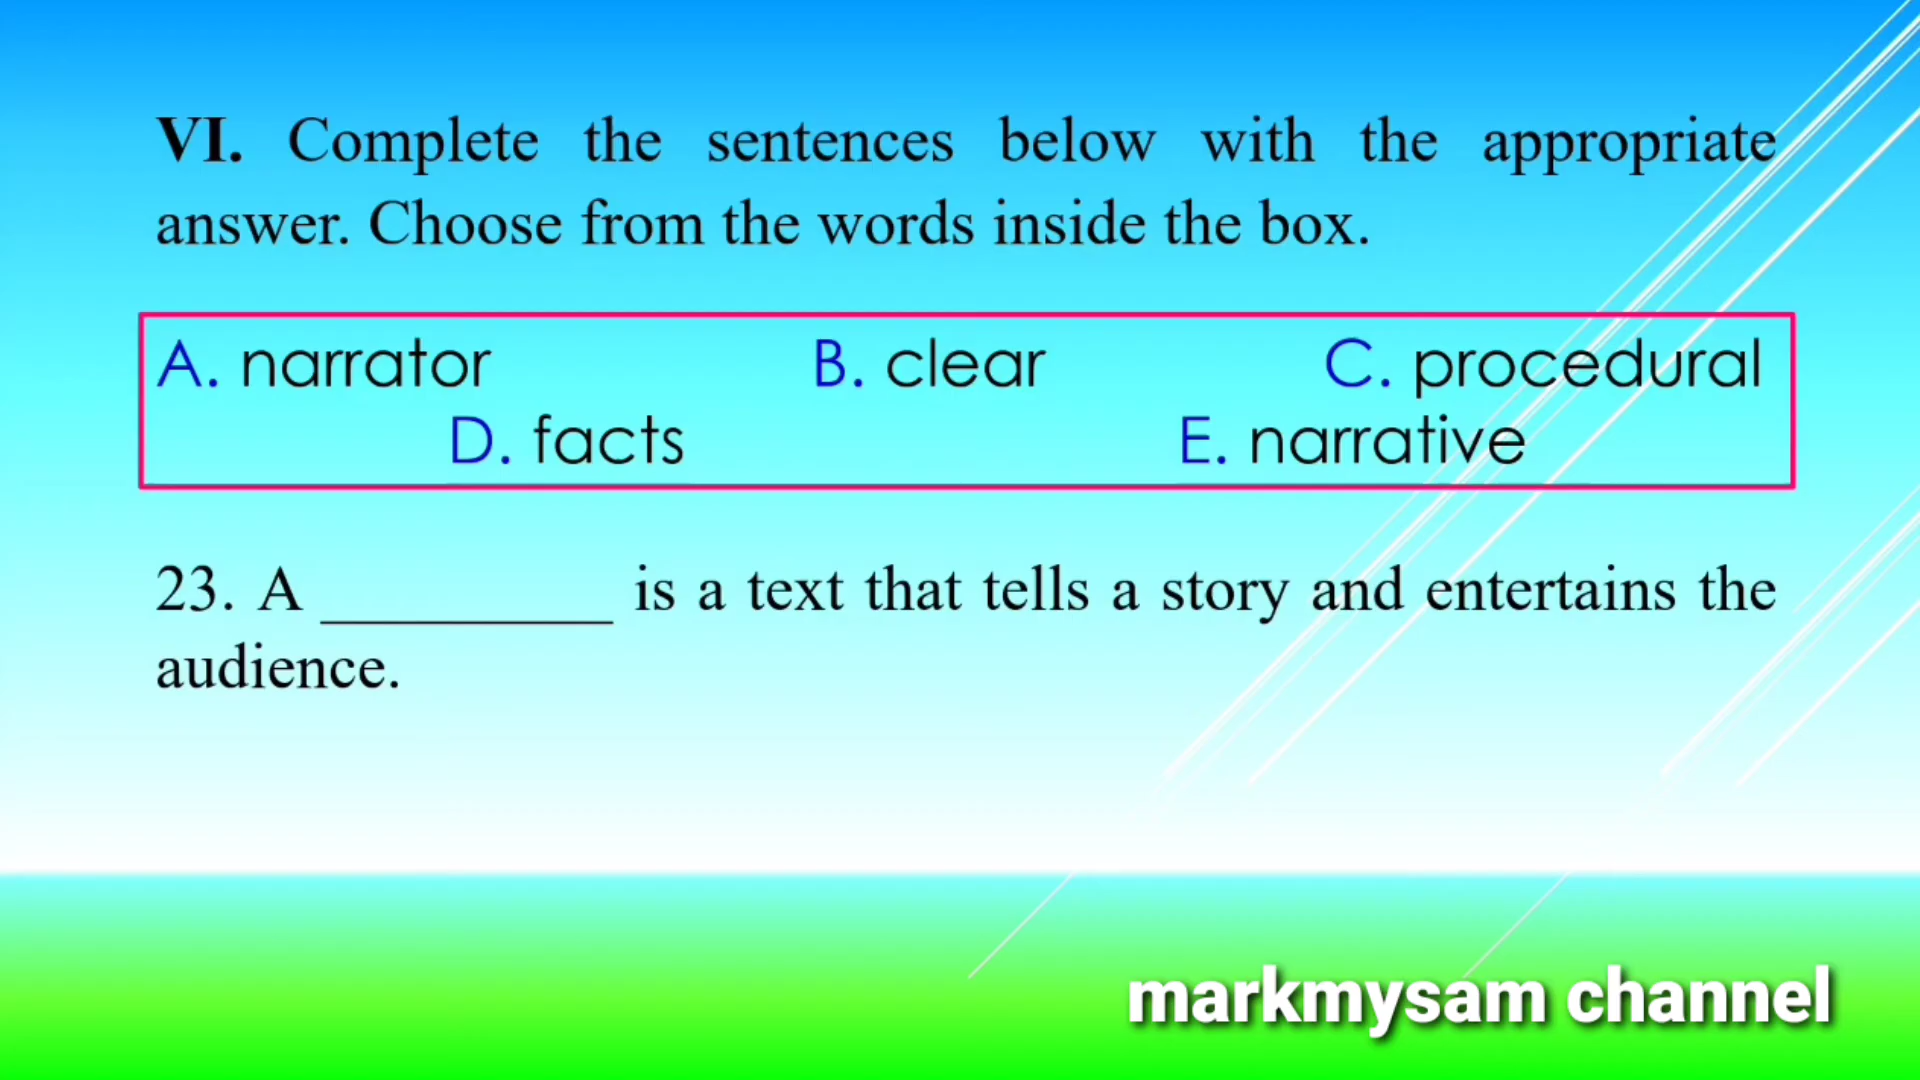 VI. Complete the sentences below with the appropriate
answer. Choose from the words inside the box.
A. narrator B. clear C. procedural
D. facts E. narrative
23. A __________ is a text that tells a story and entertains the
audience.
markmysam channel